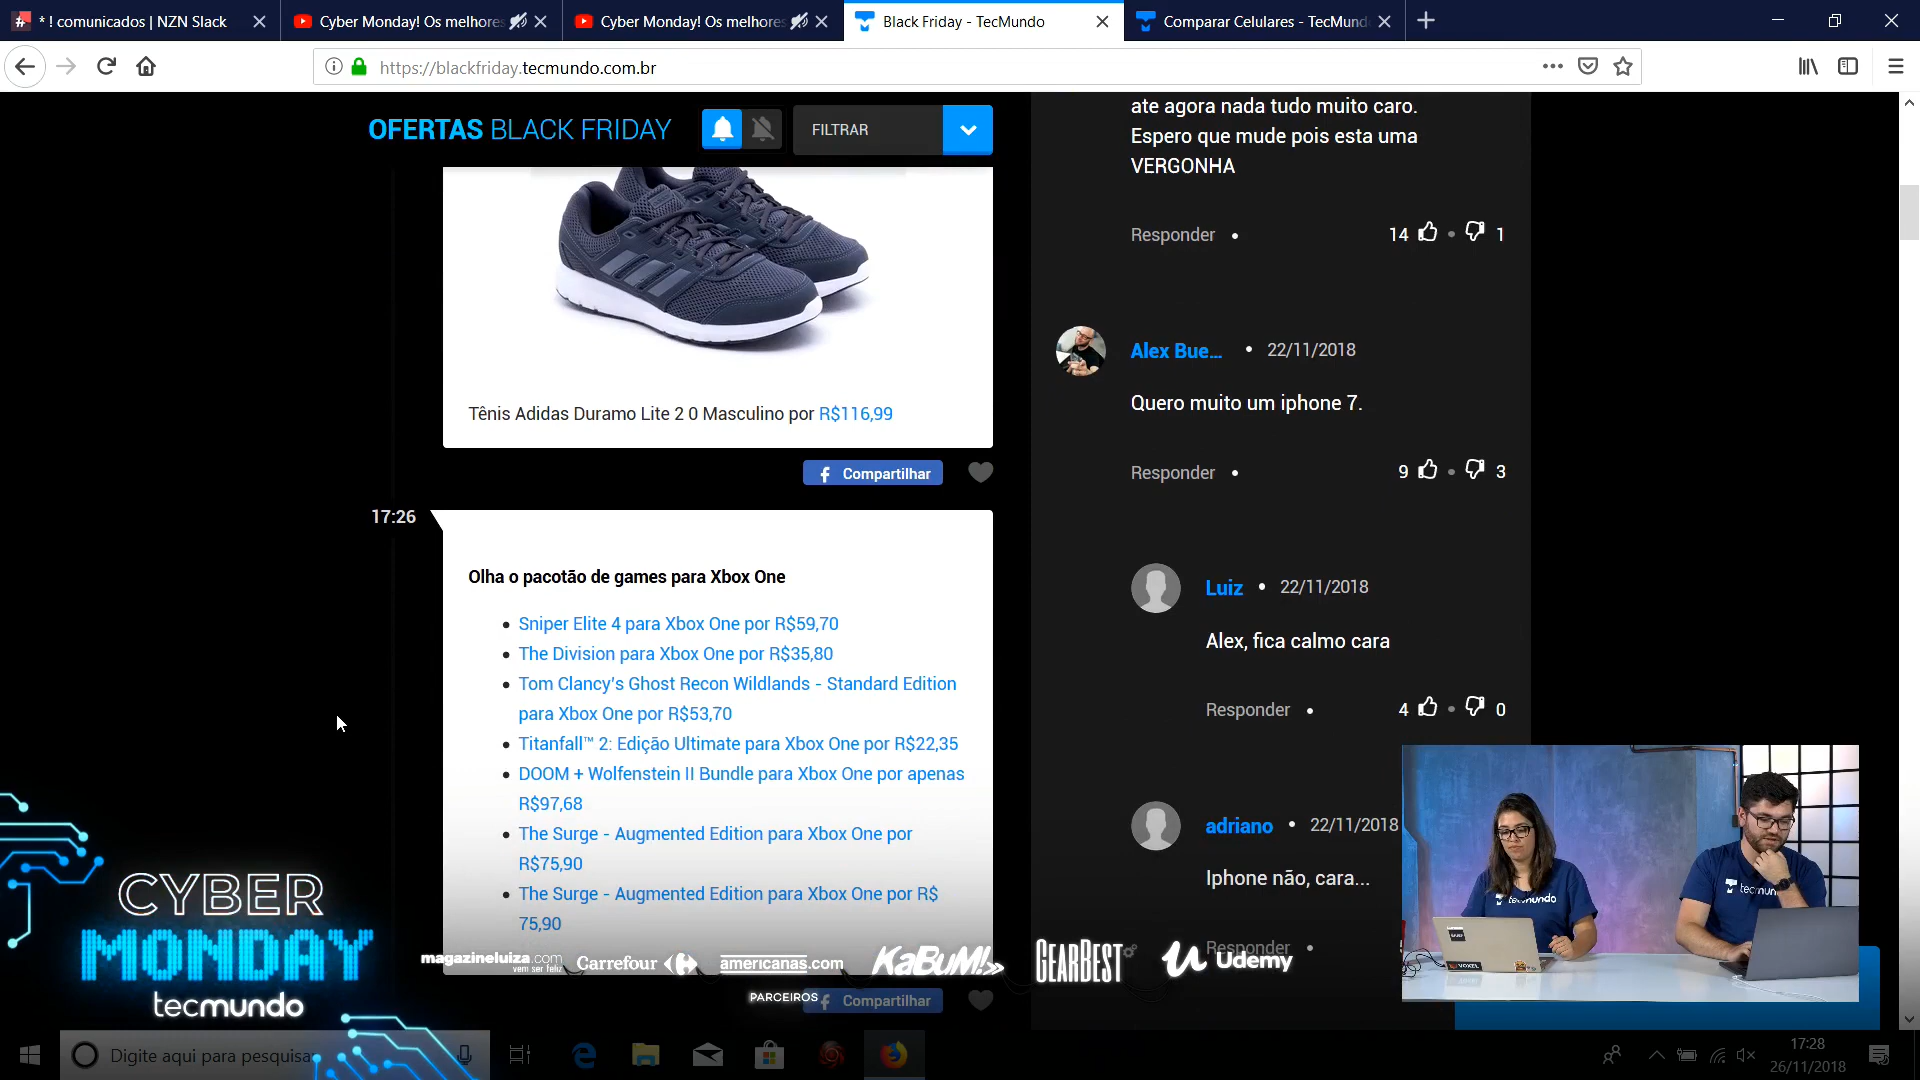 * ! comunicados | NZN Slack
Cyber Monday! Os melhores
Cyber Monday! Os melhores
Black Friday - TecMundo
Comparar Celulares - TecMund
https://blackfriday.tecmundo.com.br
OFERTAS BLACK FRIDAY
FILTRAR
Tênis Adidas Duramo Lite 2 0 Masculino por R$116,99
Compartilhar
17:26
Olha o pacotão de games para Xbox One
Sniper Elite 4 para Xbox One por R$59,70
The Division para Xbox One por R$35,80
Tom Clancy's Ghost Recon Wildlands - Standard Edition
para Xbox One por R$53,70
Titanfall™ 2: Edição Ultimate para Xbox One por R$22,35
DOOM + Wolfenstein II Bundle para Xbox One por apenas
R$97,68
The Surge - Augmented Edition para Xbox One por
R$75,90
The Surge - Augmented Edition para Xbox One por R$
75,90
Compartilhar
ate agora nada tudo muito caro.
Espero que mude pois esta uma
VERGONHA
Responder •
14 • 1
Alex Bue... • 22/11/2018
Quero muito um iphone 7.
Responder •
9 • 3
Luiz • 22/11/2018
Alex, fica calmo cara
Responder •
4 • 0
adriano • 22/11/2018
Iphone não, cara...
Responder •
tecmundo
tecmun
VOXEL
CYBER
MONDAY
tecmundo
magazineluiza.com
vem ser feliz
Carrefour
americanas.com
KaBuM!
GEARBEST
Udemy
PARCEIROS
Digite aqui para pesquisa
17:28
26/11/2018